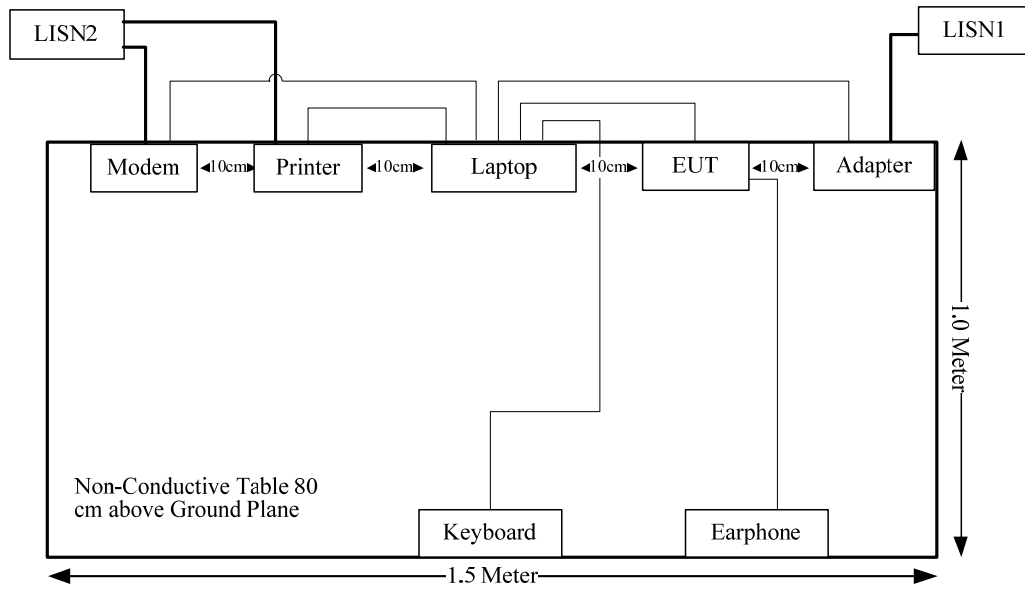 LISN2
LISN1
Modem
10cm
Printer
10cm
Laptop
10cm
EUT
10cm
Adapter
1.0 Meter
Non-Conductive Table 80
cm above Ground Plane
Keyboard
Earphone
1.5 Meter